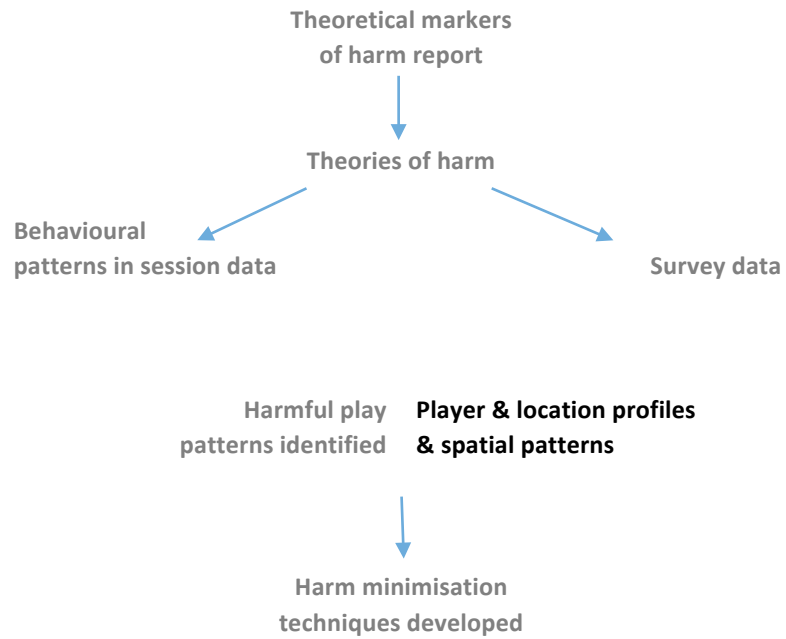 Theoretical markers
of harm report
Theories of harm
Behavioural
patterns in session data
Survey data
Harmful play
patterns identified
Player & location profiles
& spatial patterns
Harm minimisation
techniques developed